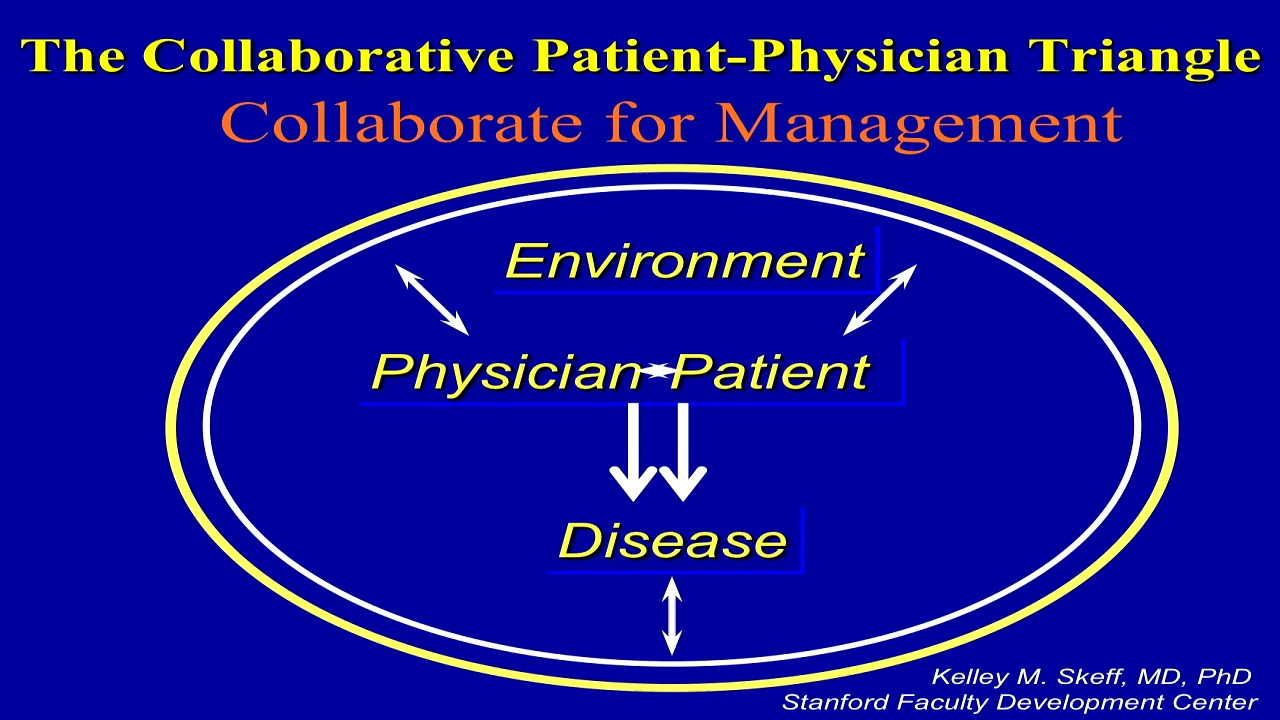 The Collaborative Patient-Physician Triangle
Collaborate for Management
Environment
Physician Patient
Disease
Kelley M. Skeff, MD, PhD
Stanford Faculty Development Center